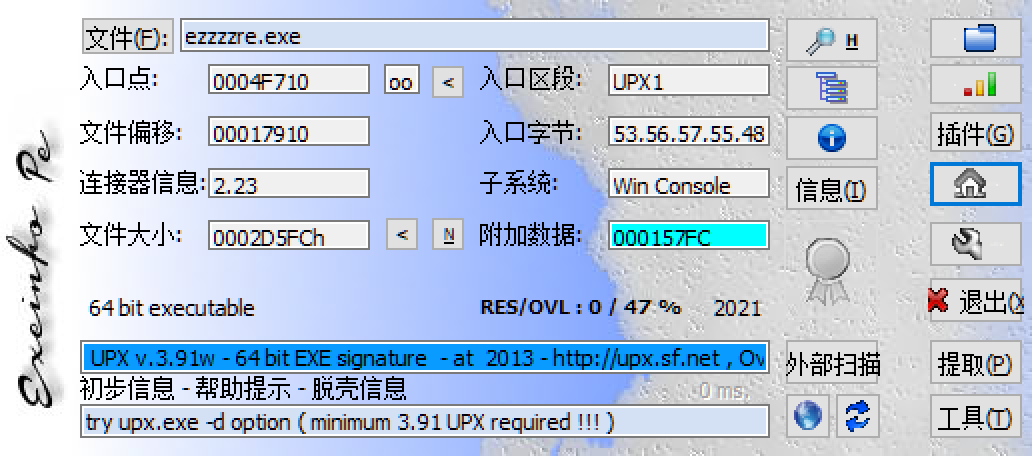 Exeinfo Pe
文件(F): ezzzzre.exe H
入口点: 0004F710 oo < 入口区段: UPX1
文件偏移: 00017910 入口字节: 53.56.57.55.48 插件(G)
连接器信息: 2.23 子系统: Win Console 信息(I)
文件大小: 0002D5FCh < N 附加数据: 000157FC
64 bit executable RES/OVL : 0 / 47 % 2021 退出(X
UPX v.3.91w - 64 bit EXE signature - at 2013 - http://upx.sf.net , Ov 外部扫描 提取(P)
初步信息 - 帮助提示 - 脱壳信息 0 ms.
try upx.exe -d option ( minimum 3.91 UPX required !!! ) 工具(T)